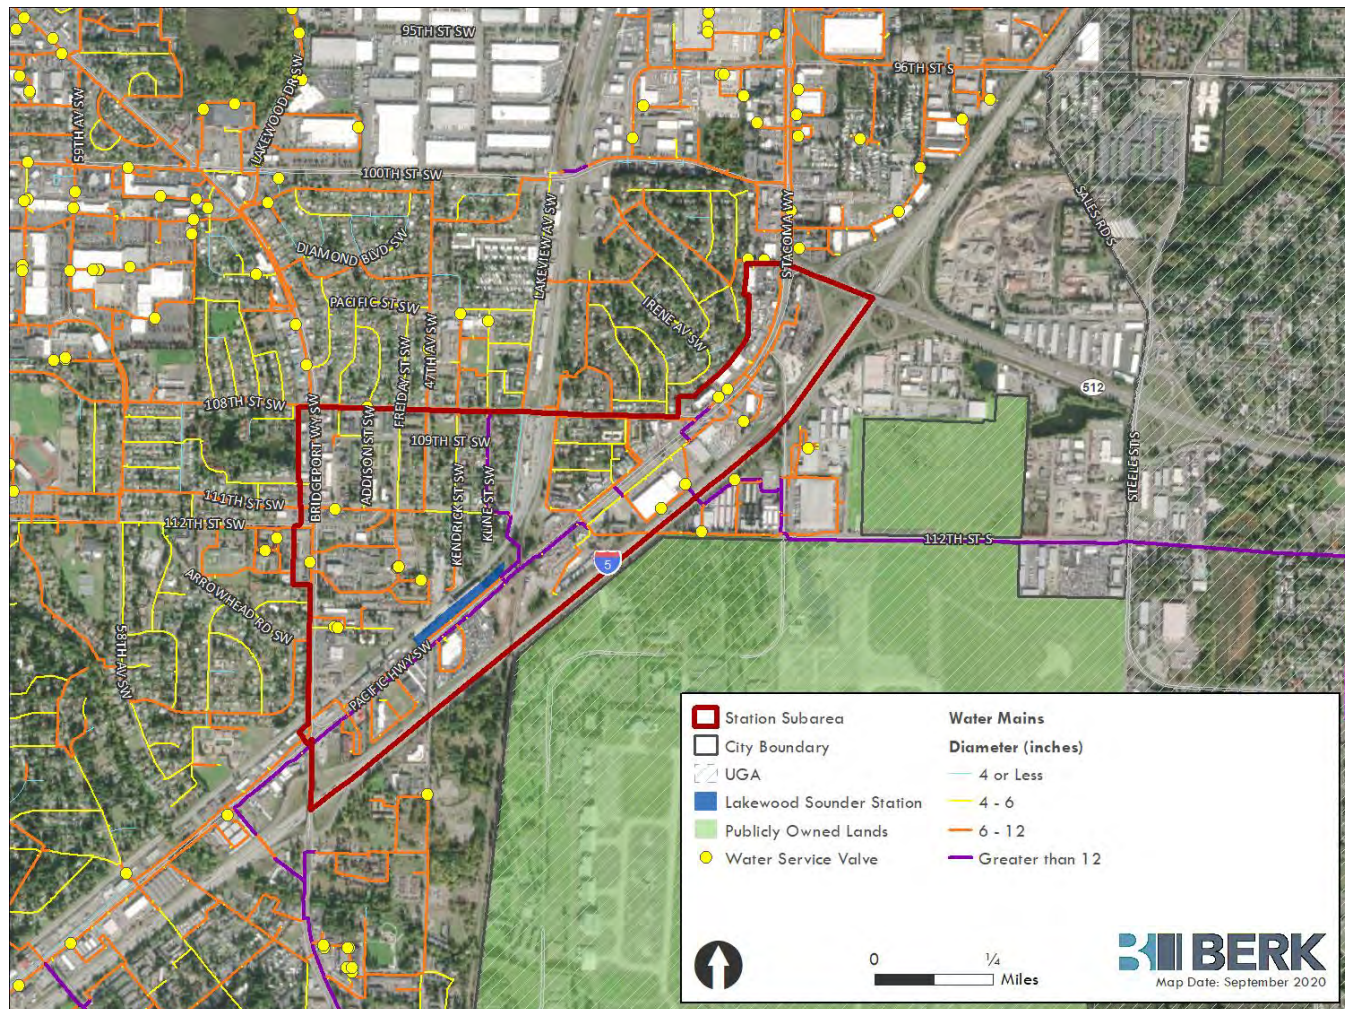 95TH ST SW
96TH ST S
59TH AV SW
LAKEWOOD DR SW
100TH ST SW
SALES RD S
S TACOMA WY
DIAMOND BLVD SW
LAKEVIEW AV SW
PACIFIC ST SW
IRENE AV SW
47TH AV SW
FREIDAY ST SW
512
108TH ST SW
BRIDGEPORT WY SW
ADDISON ST SW
109TH ST SW
KENDRICK ST SW
KLINE ST SW
STEELE ST S
111TH ST SW
112TH ST SW
112TH ST S
5
ARROWHEAD RD SW
58TH AV SW
PACIFIC HWY SW
Station Subarea
City Boundary
UGA
Lakewood Sounder Station
Publicly Owned Lands
Water Service Valve
Water Mains
Diameter (inches)
4 or Less
4 - 6
6 - 12
Greater than 12
0 ¼
Miles
BERK
Map Date: September 2020